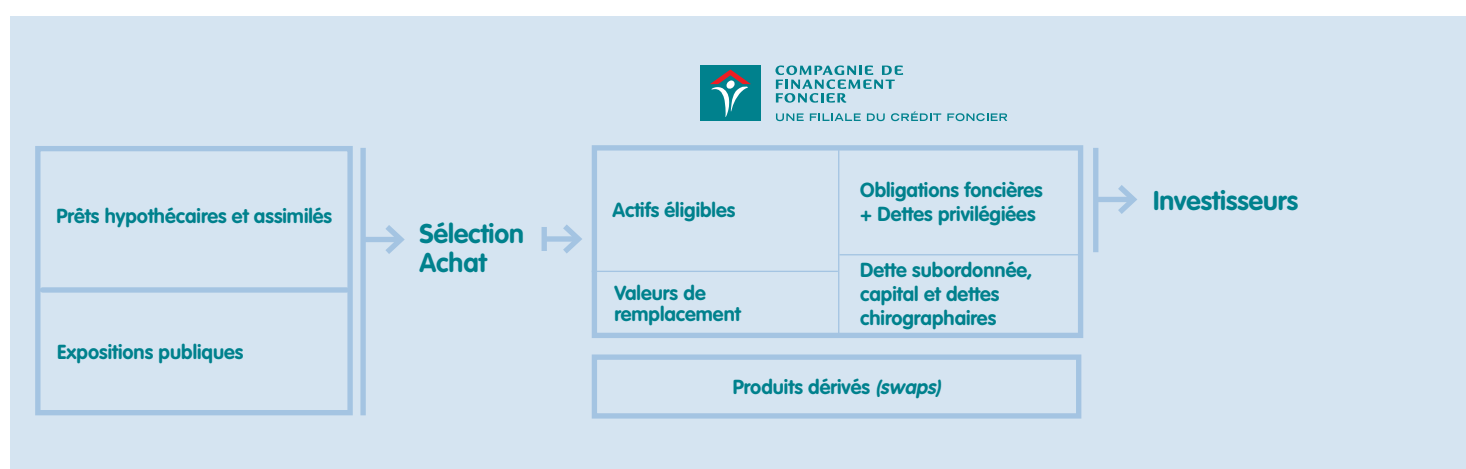 COMPAGNIE DE
FINANCEMENT
FONCIER
UNE FILIALE DU CRÉDIT FONCIER
Prêts hypothécaires et assimilés
Expositions publiques
Sélection
Achat
Actifs éligibles
Valeurs de
remplacement
Obligations foncières
+ Dettes privilégiées
Dette subordonnée,
capital et dettes
chirographaires
Produits dérivés (swaps)
Investisseurs